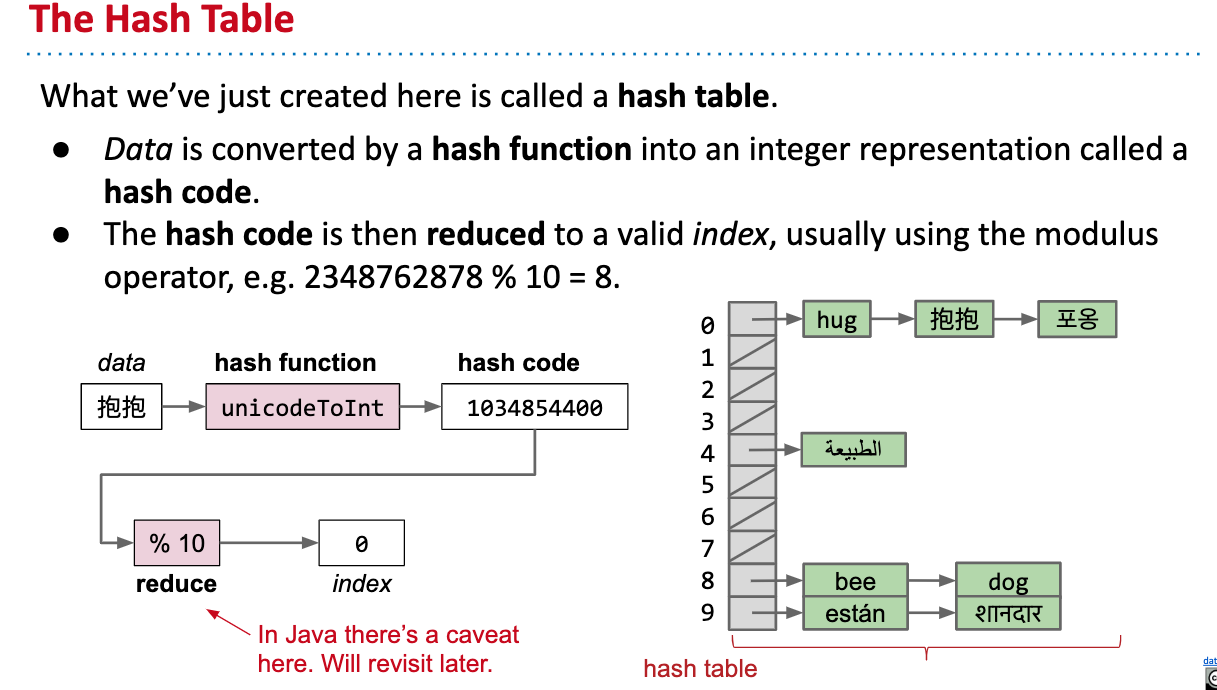 The Hash Table
What we’ve just created here is called a hash table.
● Data is converted by a hash function into an integer representation called a
hash code.
● The hash code is then reduced to a valid index, usually using the modulus
operator, e.g. 2348762878 % 10 = 8.
data
hash function
hash code
抱抱
unicodeToInt
1034854400
% 10
0
reduce
index
In Java there’s a caveat
here. Will revisit later.
0
hug
抱抱
포옹
1
2
3
4
الطبيعة
5
6
7
8
bee
dog
9
están
शानदार
hash table
dat